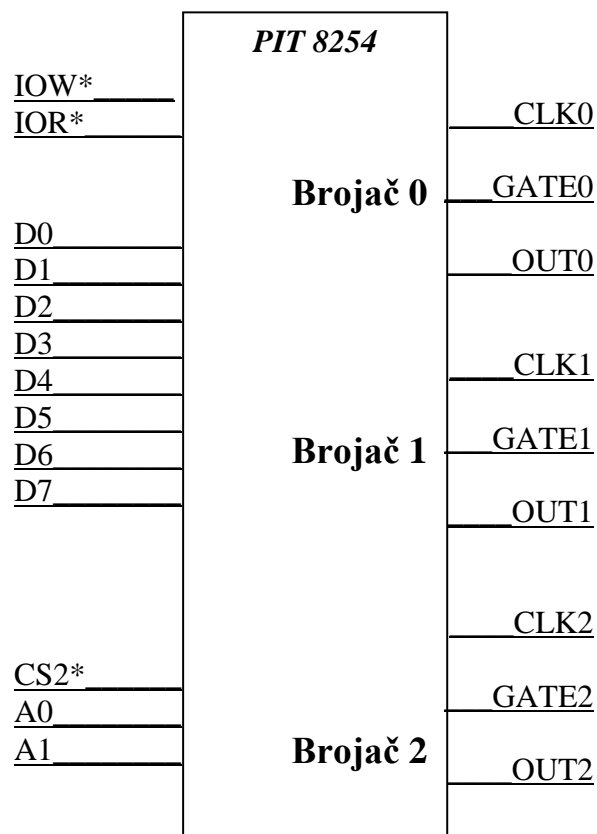 PIT 8254
IOW*
IOR*
CLK0
Brojač 0
GATE0
D0
OUT0
D1
D2
D3
CLK1
D4
D5
GATE1
Brojač 1
D6
D7
OUT1
CLK2
CS2*
GATE2
A0
A1
Brojač 2
OUT2